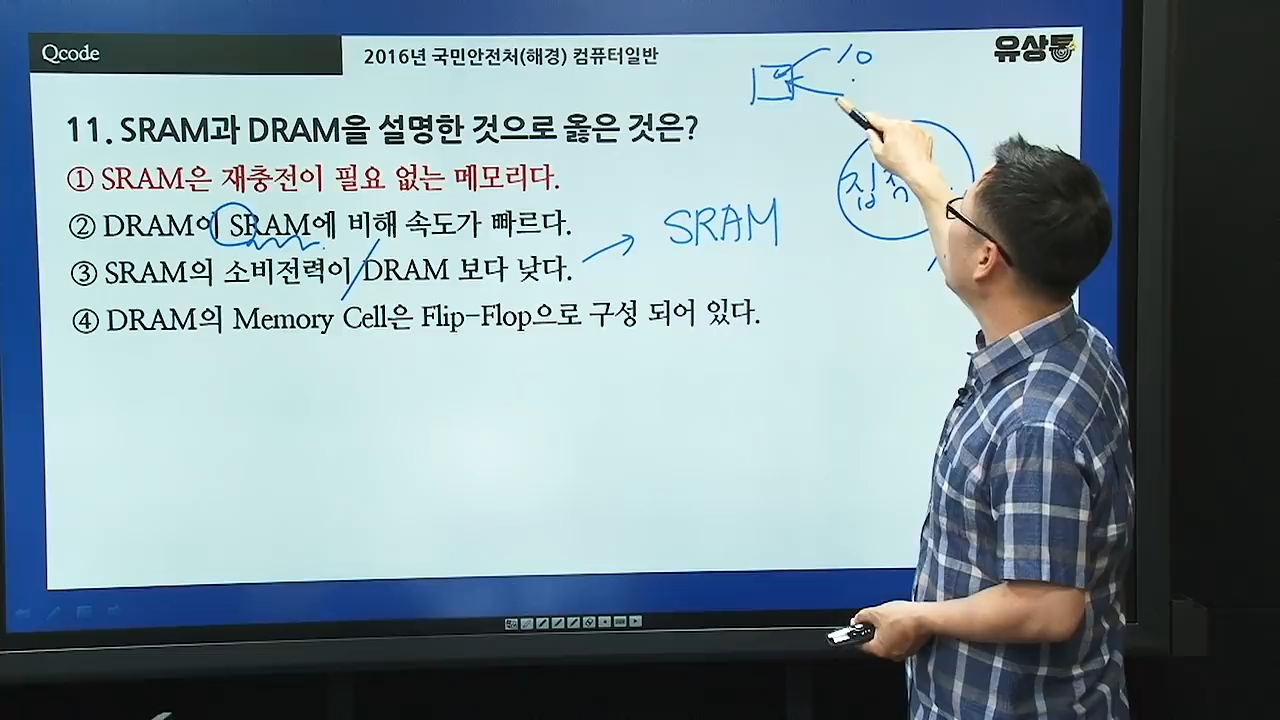 Qcode
2016년 국민안전처(해경) 컴퓨터일반
유상통
10
11. SRAM과 DRAM을 설명한 것으로 옳은 것은?
① SRAM은 재충전이 필요 없는 메모리다.
② DRAM이 SRAM에 비해 속도가 빠르다.
집적
SRAM
③ SRAM의 소비전력이 DRAM 보다 낮다.
④ DRAM의 Memory Cell은 Flip-Flop으로 구성 되어 있다.